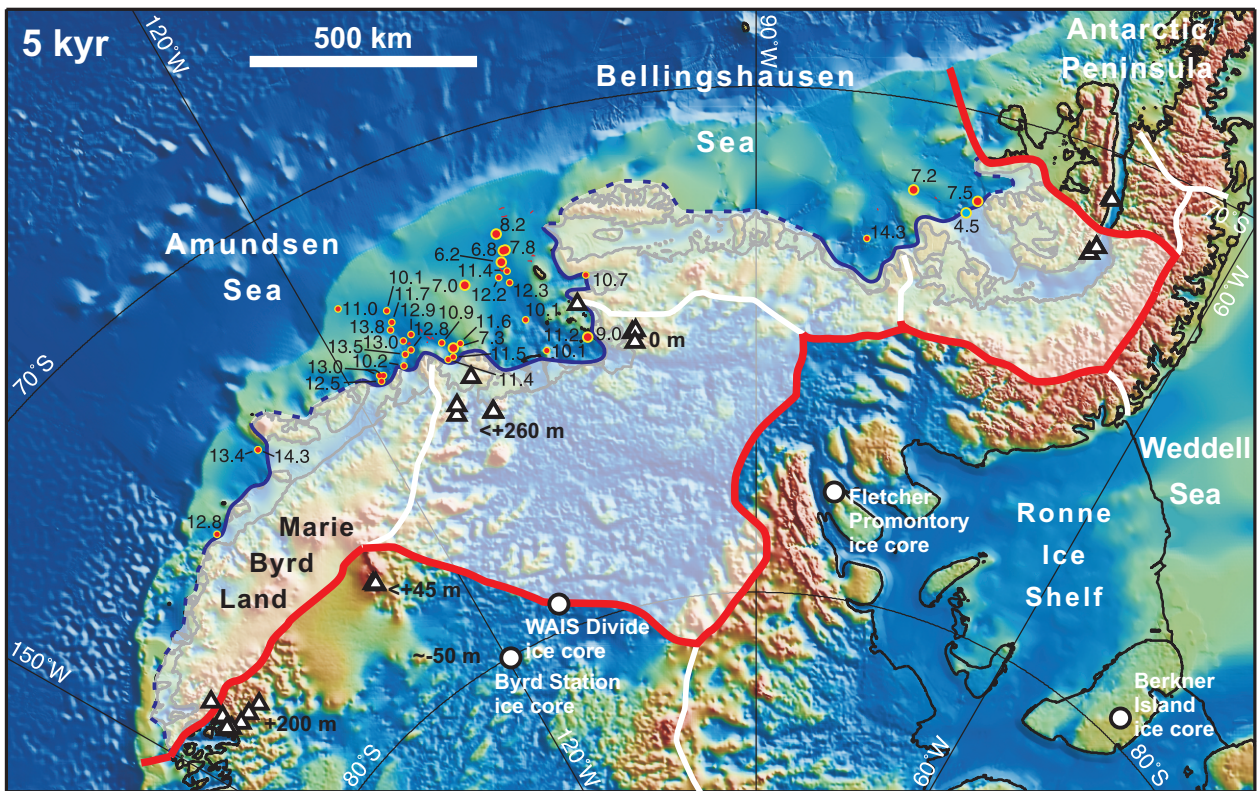 5 kyr
120°W
500 km
90°W
Antarctic
Peninsula
Bellingshausen
Sea
Amundsen
Sea
7.2
7.5
4.5
14.3
70°S
60°W
8.2
6.2
6.8
7.8
11.4
7.0
12.2
12.3
10.7
10.1
11.0
11.7
13.8
12.9
10.9
10.1
13.0
12.8
11.6
11.2
9.0
0 m
13.5
7.3
10.2
11.5
10.1
13.0
12.5
11.4
70°S
<+260 m
13.4
14.3
12.8
Marie
Byrd
Land
Weddell
Sea
Fletcher
Promontory
ice core
Ronne
Ice
Shelf
<+45 m
WAIS Divide
ice core
~-50 m
Byrd Station
ice core
150°W
+200 m
Berkner
Island
ice core
80°S
120°W
60°W
80°S